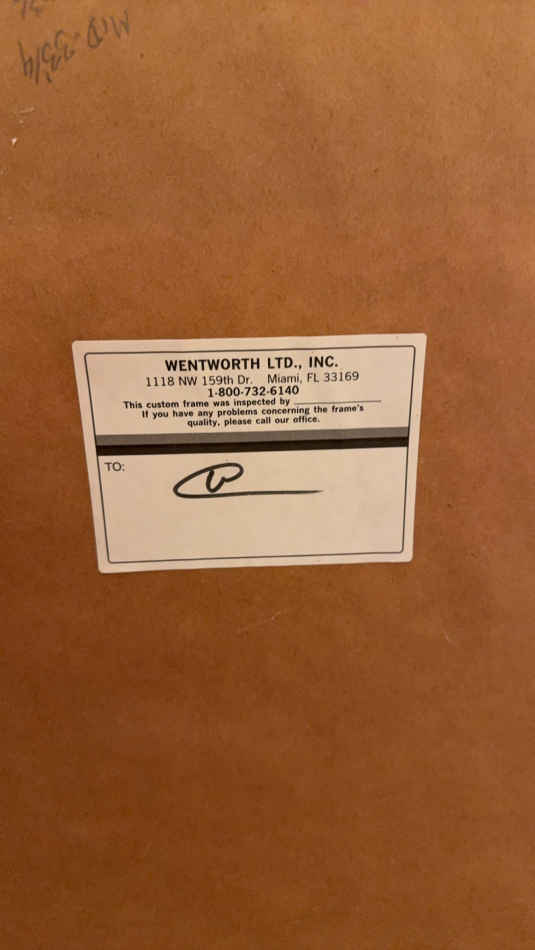 WENTWORTH LTD., INC.
1118 NW 159th Dr. Miami, FL 33169
1-800-732-6140
This custom frame was inspected by
If you have any problems concerning the frame's
quality, please call our office.
TO: